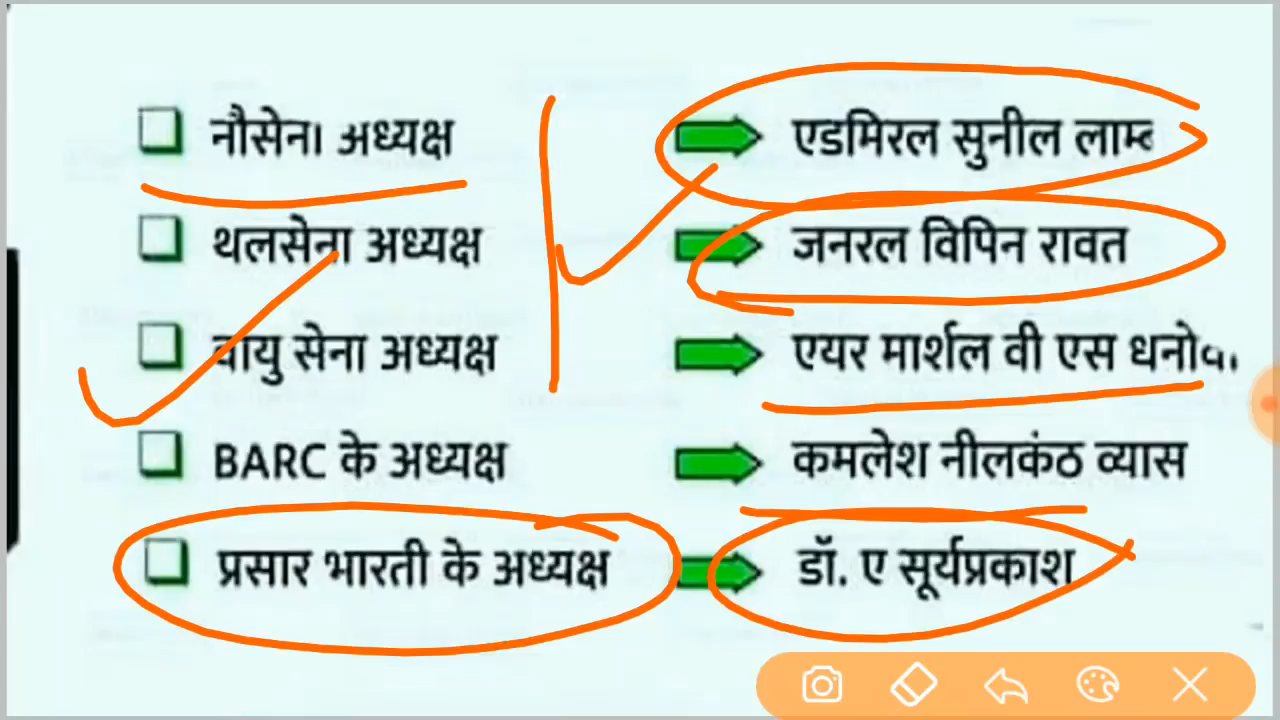 नौसेना अध्यक्ष एडमिरल सुनील
थलसेना अध्यक्ष जनरल विपिन रावत
वायु सेना अध्यक्ष एयर मार्शल वी एस
BARC के अध्यक्ष कमलेश नीलकंठ व्यास
प्रसार भारती के अध्यक्ष डॉ. ए सूर्यप्रकाश